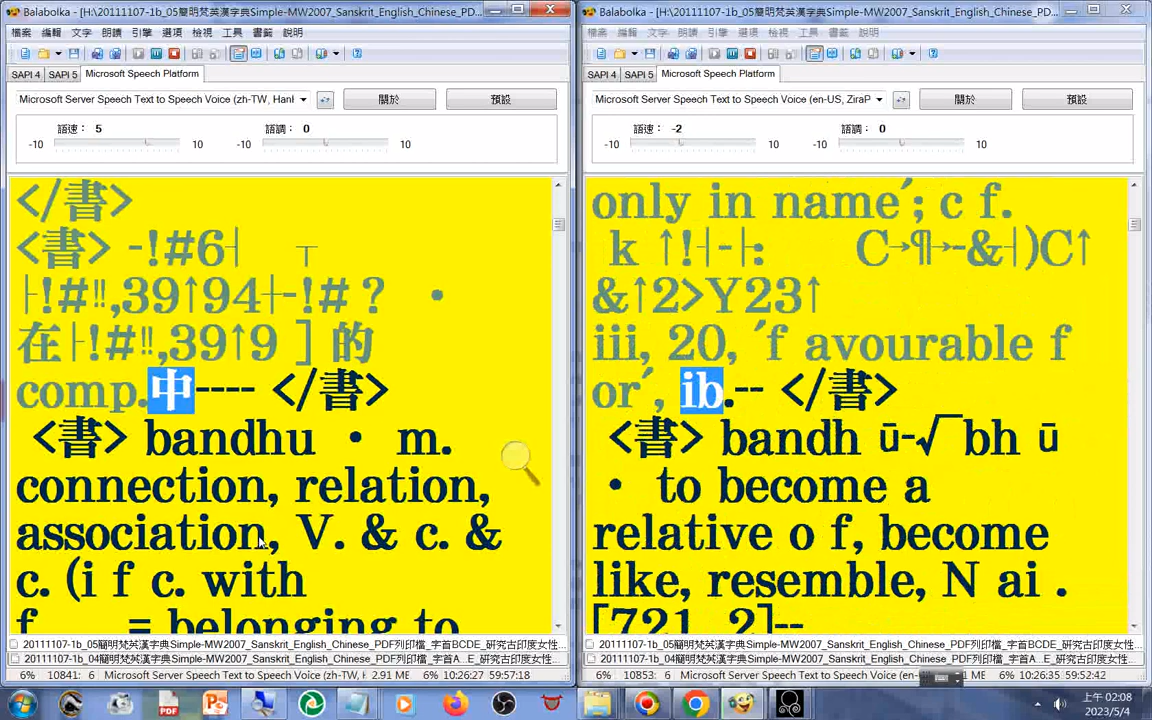 Balabolka - [H:\20111107-1b_05簡明梵英漢字典Simple-MW2007_Sanskrit_English_Chinese_PD...
檔案 編輯 文字 朗讀 引擎 選項 檢視 工具 書籤 說明
SAPI 4 SAPI 5 Microsoft Speech Platform
Microsoft Server Speech Text to Speech Voice (zh-TW, Hanl
關於
預設
語速： 5
語調： 0
-10 10 -10 10
</書>
<書> -!#6┤ ┬
├!#‼,39↑94┼-!#？ •
在├!#‼,39↑9 ］的
comp.中---- </書>
<書> bandhu • m.
connection, relation,
association, V. & c. &
c. (i f c. with
f. = belonging to
20111107-1b_05簡明梵英漢字典Simple-MW2007_Sanskrit_English_Chinese_PDF列印檔_字首BCDE_研究古印度女性...
20111107-1b_04簡明梵英漢字典Simple-MW2007_Sanskrit_English_Chinese_PDF列印檔_字首A...E_研究古印度女性...
6% 10841: 6 Microsoft Server Speech Text to Speech Voice (zh-TW, 2.91 MB 6% 10:26:27 59:57:18
Balabolka - [H:\20111107-1b_05簡明梵英漢字典Simple-MW2007_Sanskrit_English_Chinese_PD...
檔案 編輯 文字 朗讀 引擎 選項 檢視 工具 書籤 說明
SAPI 4 SAPI 5 Microsoft Speech Platform
Microsoft Server Speech Text to Speech Voice (en-US, ZiraP
關於
預設
語速： -2
語調： 0
-10 10 -10 10
only in name′; c f.
k ↑!┤-├: C→¶→-&┤)C↑
&↑2>Y23↑
iii, 20, ′f avourable f
or′, ib.-- </書>
<書> bandh ū-√ bh ū
• to become a
relative o f, become
like, resemble, N ai .
[721, 2]--
20111107-1b_05簡明梵英漢字典Simple-MW2007_Sanskrit_English_Chinese_PDF列印檔_字首BCDE_研究古印度女性...
20111107-1b_04簡明梵英漢字典Simple-MW2007_Sanskrit_English_Chinese_PDF列印檔_字首A...E_研究古印度女性...
6% 10853: 6 Microsoft Server Speech Text to Speech MB 6% 10:26:35 59:52:42
PDF
上午 02:08
2023/5/4